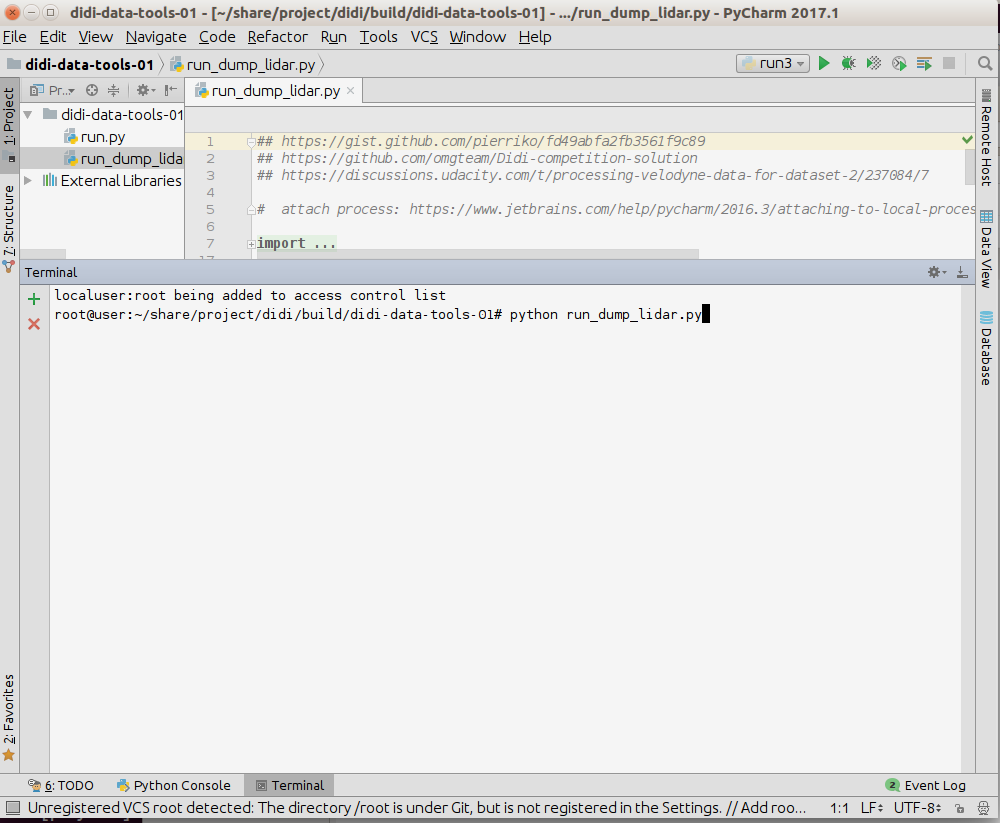 didi-data-tools-01 - [~/share/project/didi/build/didi-data-tools-01] - .../run_dump_lidar.py - PyCharm 2017.1
File Edit View Navigate Code Refactor Run Tools VCS Window Help
didi-data-tools-01 run_dump_lidar.py run3
1: Project
7: Structure
2: Favorites
Pr...
didi-data-tools-01
run.py
run_dump_lida
External Libraries
run_dump_lidar.py
1 ## https://gist.github.com/pierriko/fd49abfa2fb3561f9c89
2 ## https://github.com/omgteam/Didi-competition-solution
3 ## https://discussions.udacity.com/t/processing-velodyne-data-for-dataset-2/237084/7
4
5 # attach process: https://www.jetbrains.com/help/pycharm/2016.3/attaching-to-local-proces
6
7 import ...
Remote Host
Data View
Database
Terminal
localuser:root being added to access control list
root@user:~/share/project/didi/build/didi-data-tools-01# python run_dump_lidar.py
6: TODO Python Console Terminal 2 Event Log
Unregistered VCS root detected: The directory /root is under Git, but is not registered in the Settings. // Add roo... 1:1 LF UTF-8